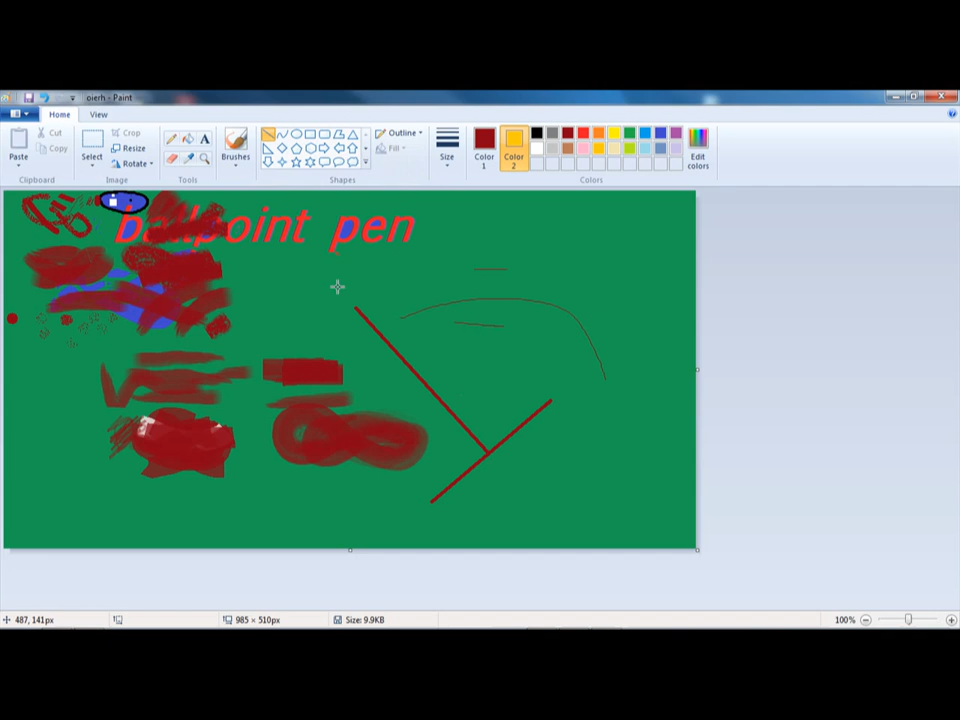 oierh - Paint
Home View
Paste Cut Copy Select Crop Resize Rotate Brushes Outline Fill Size Color 1 Color 2 Edit colors
Clipboard Image Tools Shapes Colors
ballpoint pen
487, 141px 985 × 510px Size: 9.9KB 100%